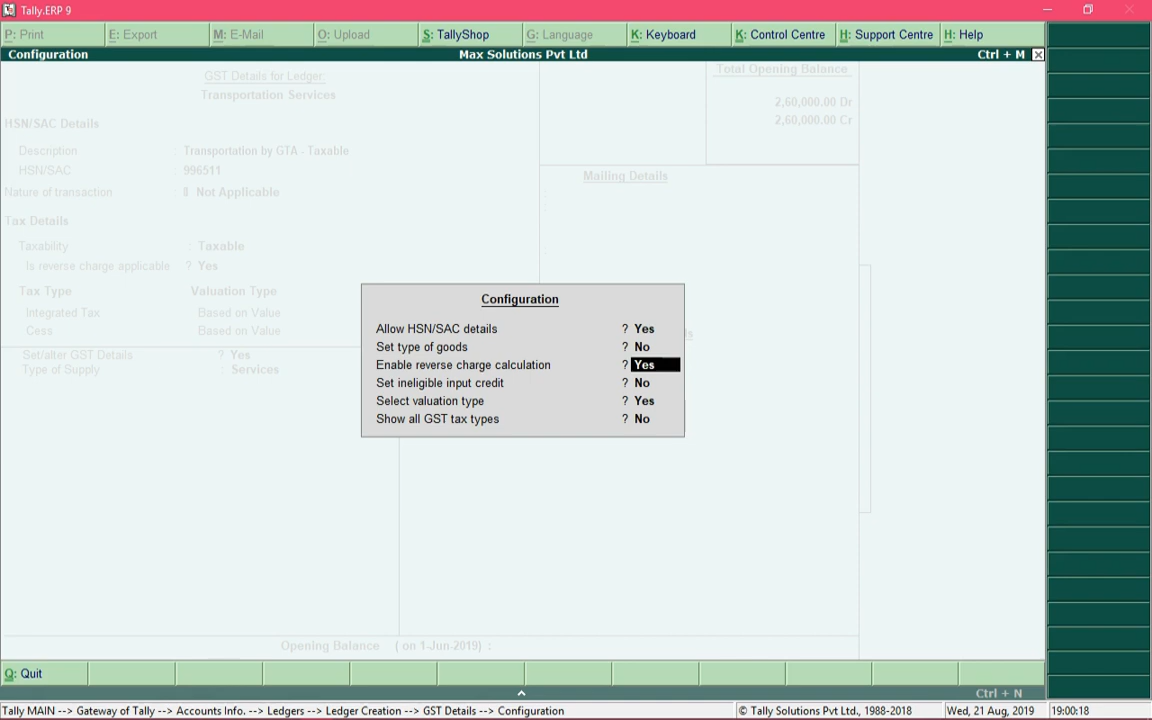 Tally.ERP 9
P: Print E: Export M: E-Mail O: Upload S: TallyShop G: Language K: Keyboard K: Control Centre H: Support Centre H: Help
Configuration Max Solutions Pvt Ltd Ctrl + M
GST Details for Ledger: Total Opening Balance
Transportation Services
2,60,000.00 Dr
2,60,000.00 Cr
HSN/SAC Details
Description : Transportation by GTA - Taxable
HSN/SAC : 996511
Mailing Details
Nature of transaction : Not Applicable
Tax Details
Taxability : Taxable
Is reverse charge applicable ? Yes
Tax Type Valuation Type
Integrated Tax Based on Value
Cess Based on Value
Set/alter GST Details ? Yes
Type of Supply : Services
Configuration
Allow HSN/SAC details ? Yes
Set type of goods ? No
Enable reverse charge calculation ? Yes
Set ineligible input credit ? No
Select valuation type ? Yes
Show all GST tax types ? No
Opening Balance ( on 1-Jun-2019) :
Q: Quit
Ctrl + N
Tally MAIN --> Gateway of Tally --> Accounts Info. --> Ledgers --> Ledger Creation --> GST Details --> Configuration © Tally Solutions Pvt Ltd., 1988-2018 Wed, 21 Aug, 2019 19:00:18